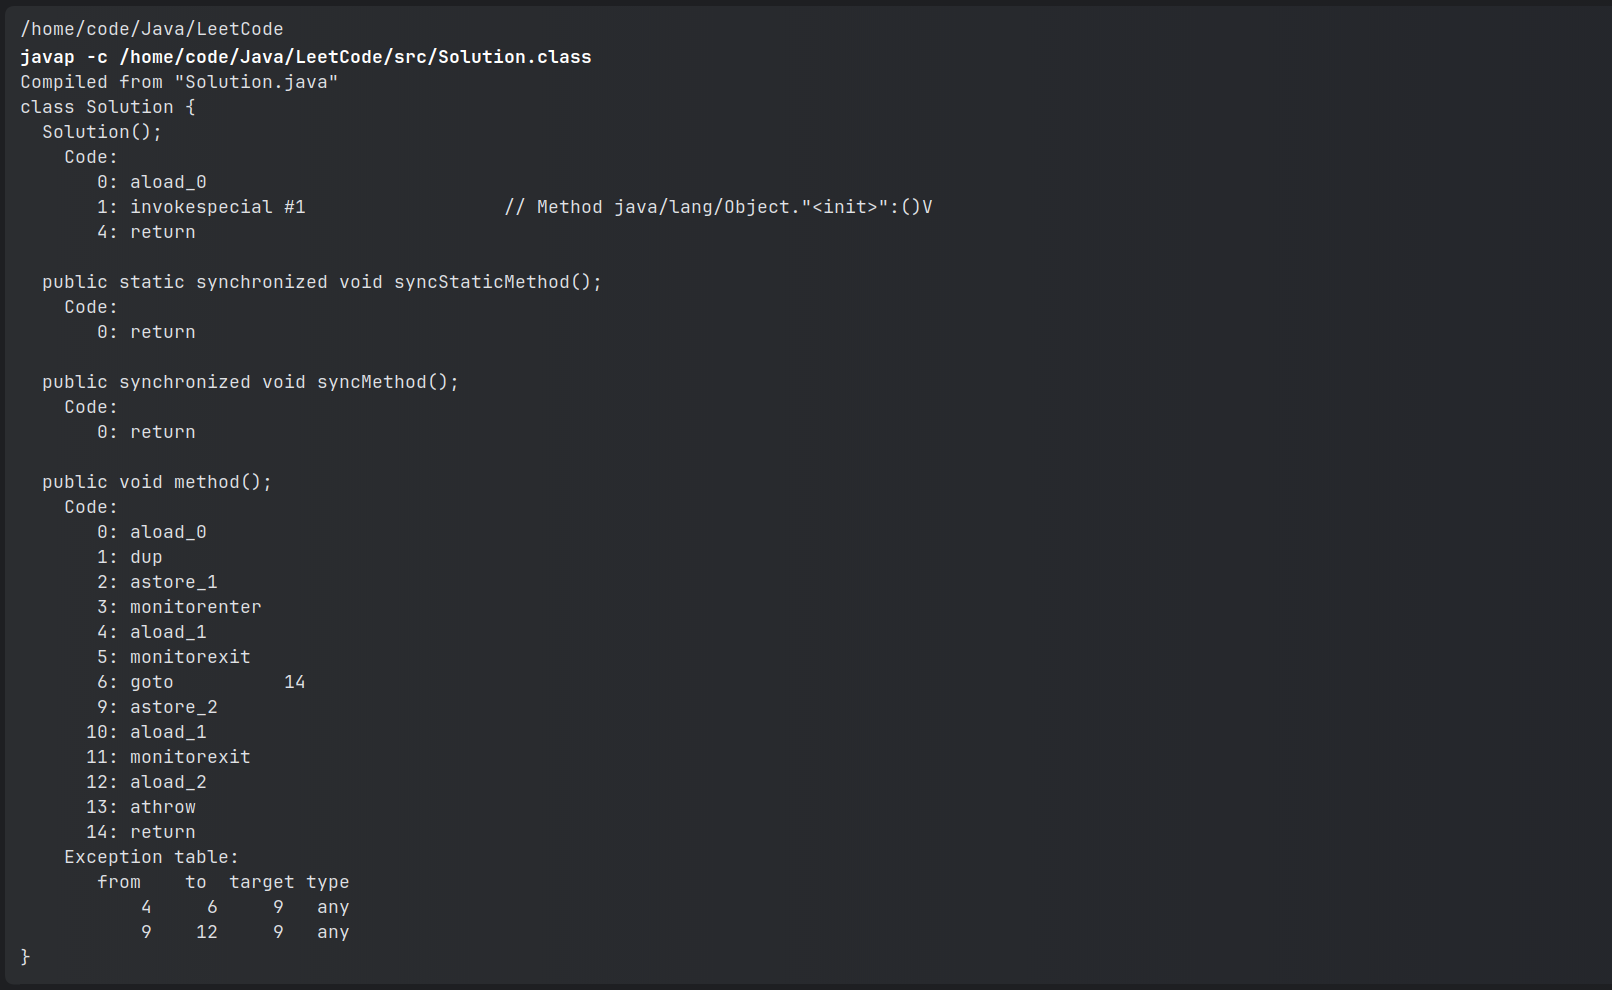 /home/code/Java/LeetCode
javap -c /home/code/Java/LeetCode/src/Solution.class
Compiled from "Solution.java"
class Solution {
  Solution();
    Code:
       0: aload_0
       1: invokespecial #1                  // Method java/lang/Object."<init>":()V
       4: return

  public static synchronized void syncStaticMethod();
    Code:
       0: return

  public synchronized void syncMethod();
    Code:
       0: return

  public void method();
    Code:
       0: aload_0
       1: dup
       2: astore_1
       3: monitorenter
       4: aload_1
       5: monitorexit
       6: goto          14
       9: astore_2
      10: aload_1
      11: monitorexit
      12: aload_2
      13: athrow
      14: return
    Exception table:
       from    to  target type
           4     6     9   any
           9    12     9   any
}